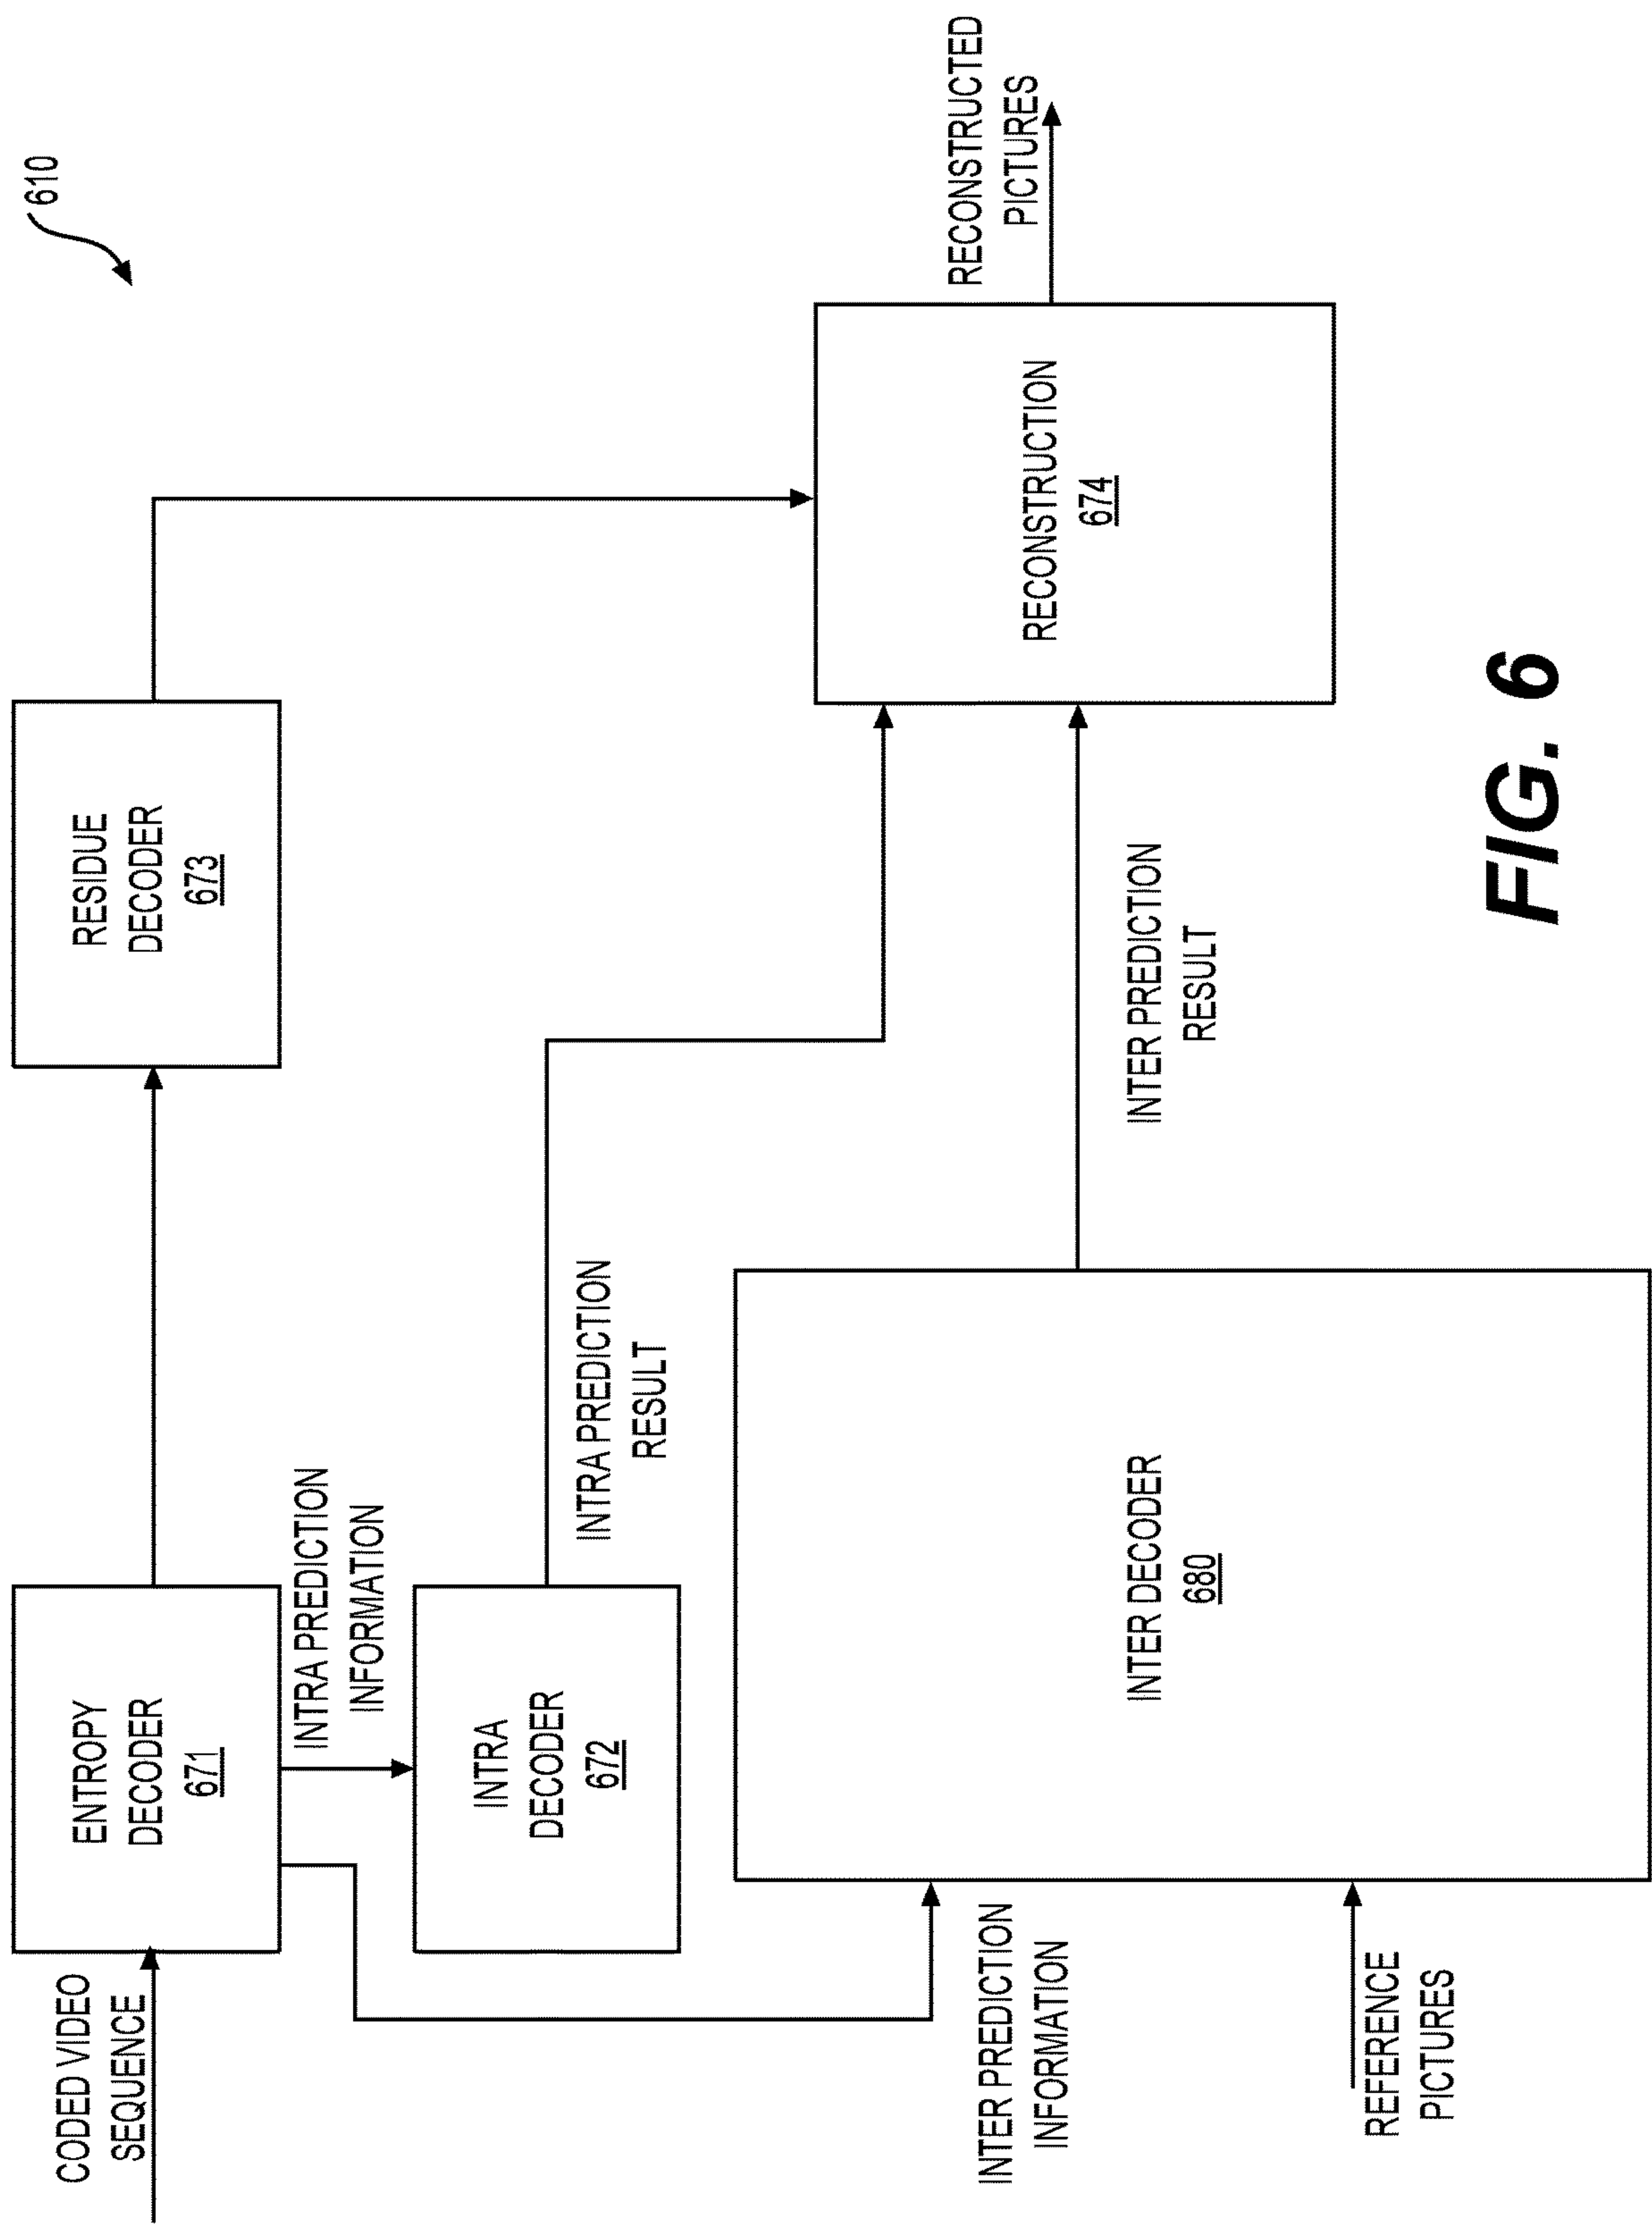 610
CODED VIDEO
SEQUENCE
ENTROPY
DECODER
671
RESIDUE
DECODER
673
INTRA PREDICTION
INFORMATION
INTRA
DECODER
672
INTRA PREDICTION
RESULT
RECONSTRUCTED
PICTURES
RECONSTRUCTION
674
INTER PREDICTION
INFORMATION
INTER DECODER
680
INTER PREDICTION
RESULT
REFERENCE
PICTURES
FIG. 6